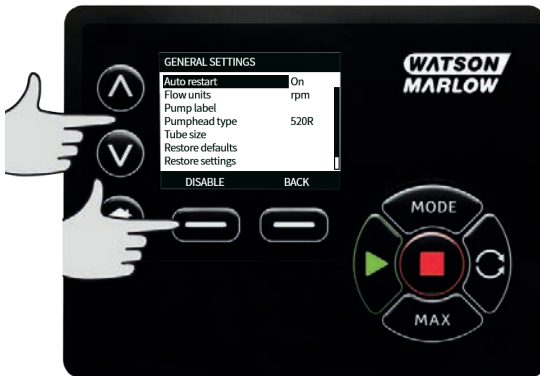 GENERAL SETTINGS
Auto restart On
Flow units rpm
Pump label
Pumphead type 520R
Tube size
Restore defaults
Restore settings
DISABLE BACK
WATSON
MARLOW
MODE
MAX